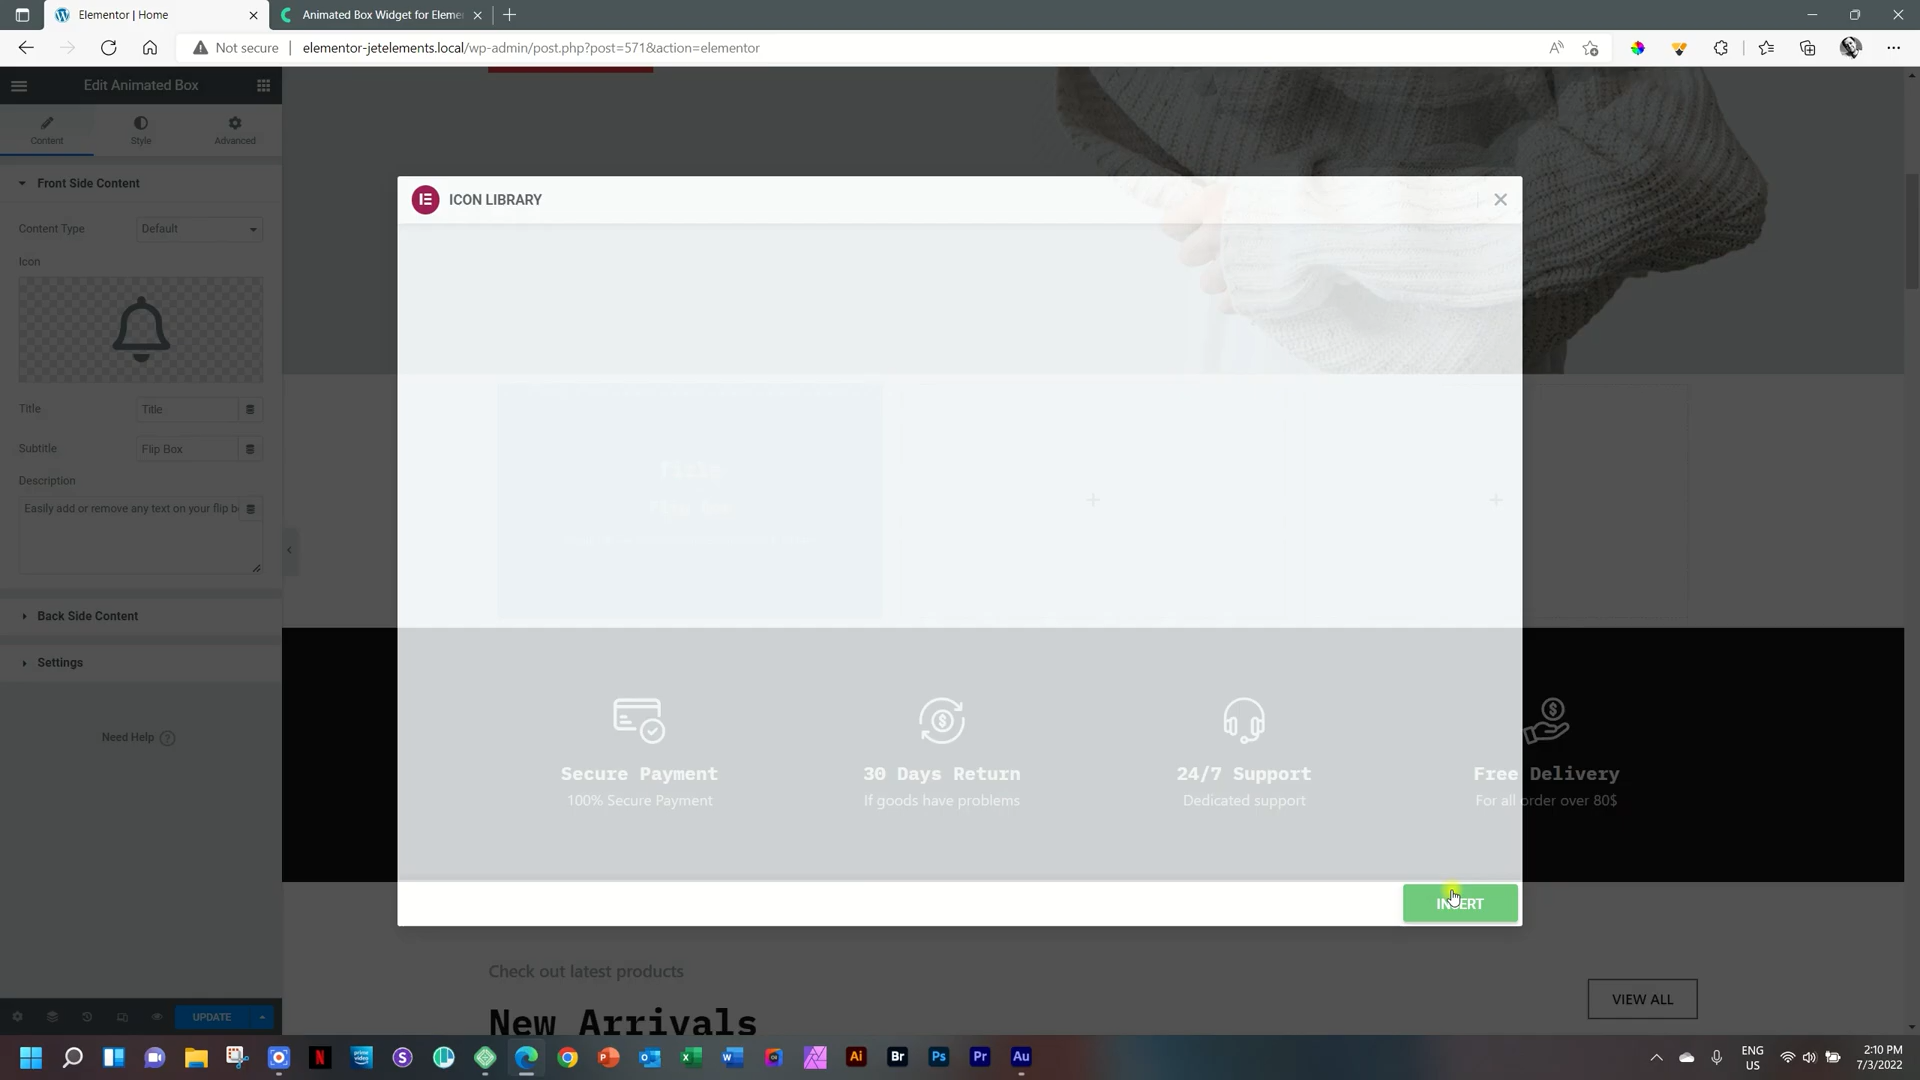 Elementor | Home
Animated Box Widget for Eleme
Not secure
elementor-jetelements.local/wp-admin/post.php?post=571&action=elementor
Edit Animated Box
Content
Style
Advanced
Front Side Content
Content Type
Default
Icon
Title
Title
Subtitle
Flip Box
Description
Easily add or remove any text on your flip b
Back Side Content
Settings
Need Help
UPDATE
ICON LIBRARY
Title
Flip Box
Secure Payment
100% Secure Payment
30 Days Return
If goods have problems
24/7 Support
Dedicated support
Free Delivery
For all order over 80$
INSERT
Check out latest products
New Arrivals
VIEW ALL
ENG
US
2:10 PM
7/3/2022